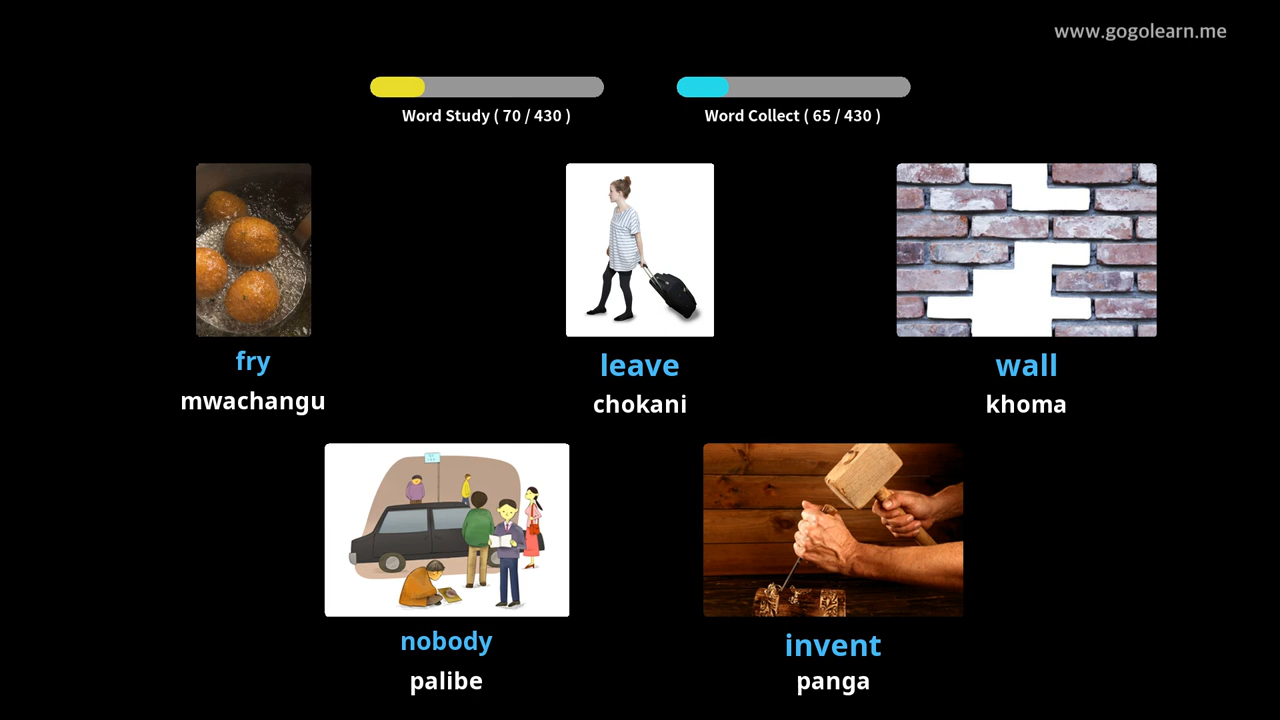 www.gogolearn.me
Word Study ( 70 / 430 )
Word Collect ( 65 / 430 )
fry
mwachangu
leave
chokani
wall
khoma
nobody
palibe
invent
panga